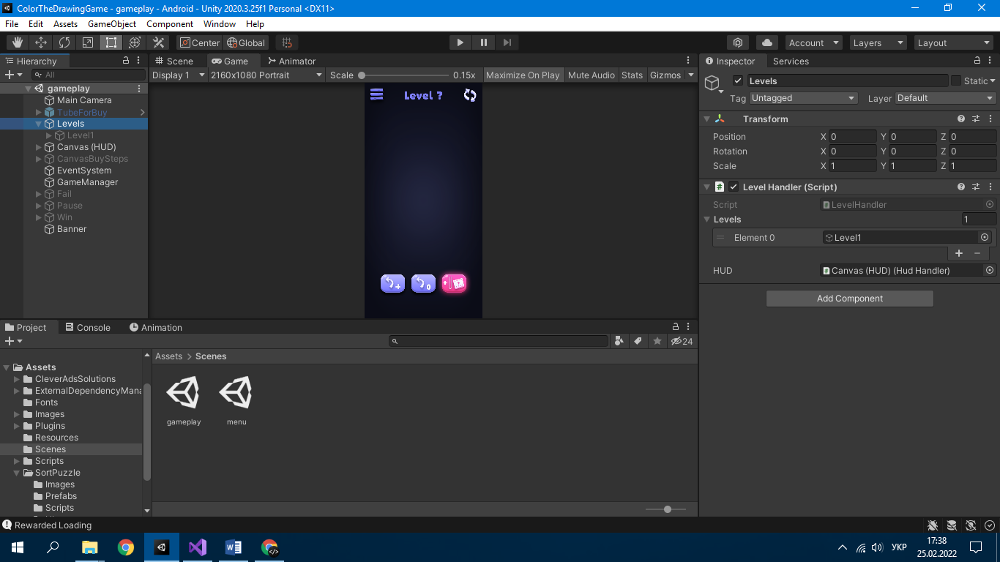 ColorTheDrawingGame - gameplay - Android - Unity 2020.3.25f1 Personal <DX11>
File Edit Assets GameObject Component Window Help
Center Global Account Layers Layout
Hierarchy
All
gameplay
Main Camera
TubeForBuy
Levels
Level1
Canvas (HUD)
CanvasBuySteps
EventSystem
GameManager
Fail
Pause
Win
Banner
Scene Game Animator
Display 1 2160x1080 Portrait Scale 0.15x Maximize On Play Mute Audio Stats Gizmos
Level ?
+ 0 +
Inspector Services
Levels Static
Tag Untagged Layer Default
Transform
Position X 0 Y 0 Z 0
Rotation X 0 Y 0 Z 0
Scale X 1 Y 1 Z 1
# Level Handler (Script)
Script # LevelHandler
Levels 1
Element 0 Level1
+ −
HUD # Canvas (HUD) (Hud Handler)
Add Component
Project Console Animation
24
Assets
CleverAdsSolutions
ExternalDependencyMana
Fonts
Images
Plugins
Resources
Scenes
Scripts
SortPuzzle
Images
Prefabs
Scripts
Assets > Scenes
gameplay menu
Rewarded Loading
УКР
17:38
25.02.2022